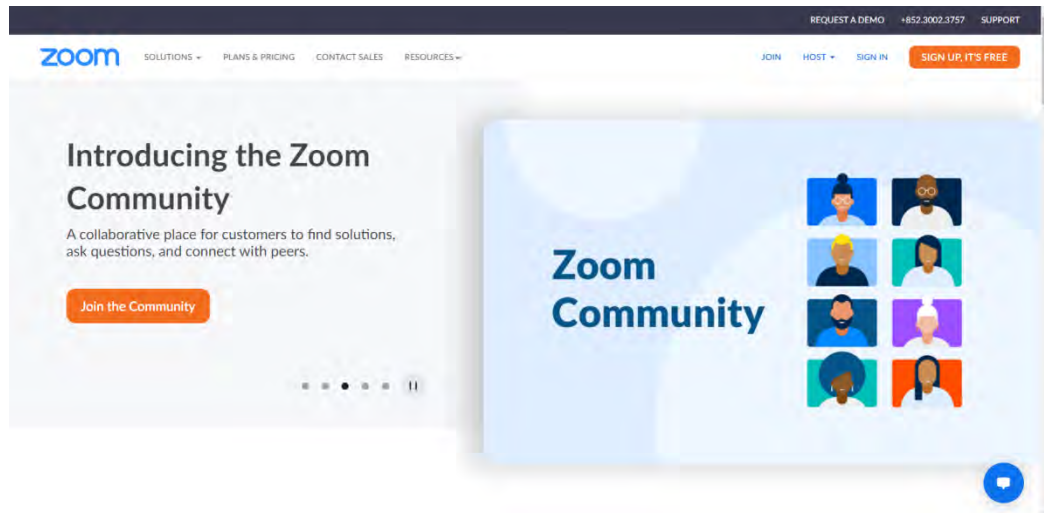 REQUEST A DEMO +852.3002.3757 SUPPORT
zoom SOLUTIONS PLANS & PRICING CONTACT SALES RESOURCES JOIN HOST SIGN IN SIGN UP, IT'S FREE
Introducing the Zoom
Community
A collaborative place for customers to find solutions,
ask questions, and connect with peers.
Join the Community
Zoom
Community